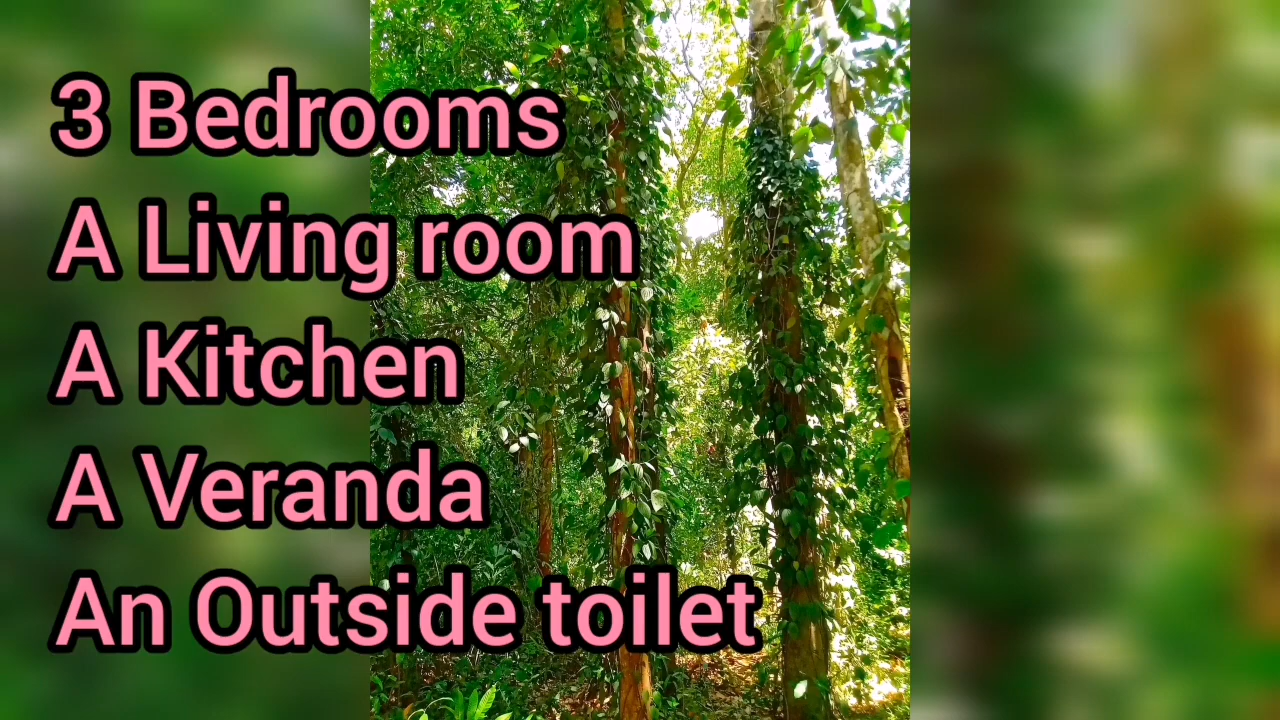 3 Bedrooms
A Living room
A Kitchen
A Veranda
An Outside toilet